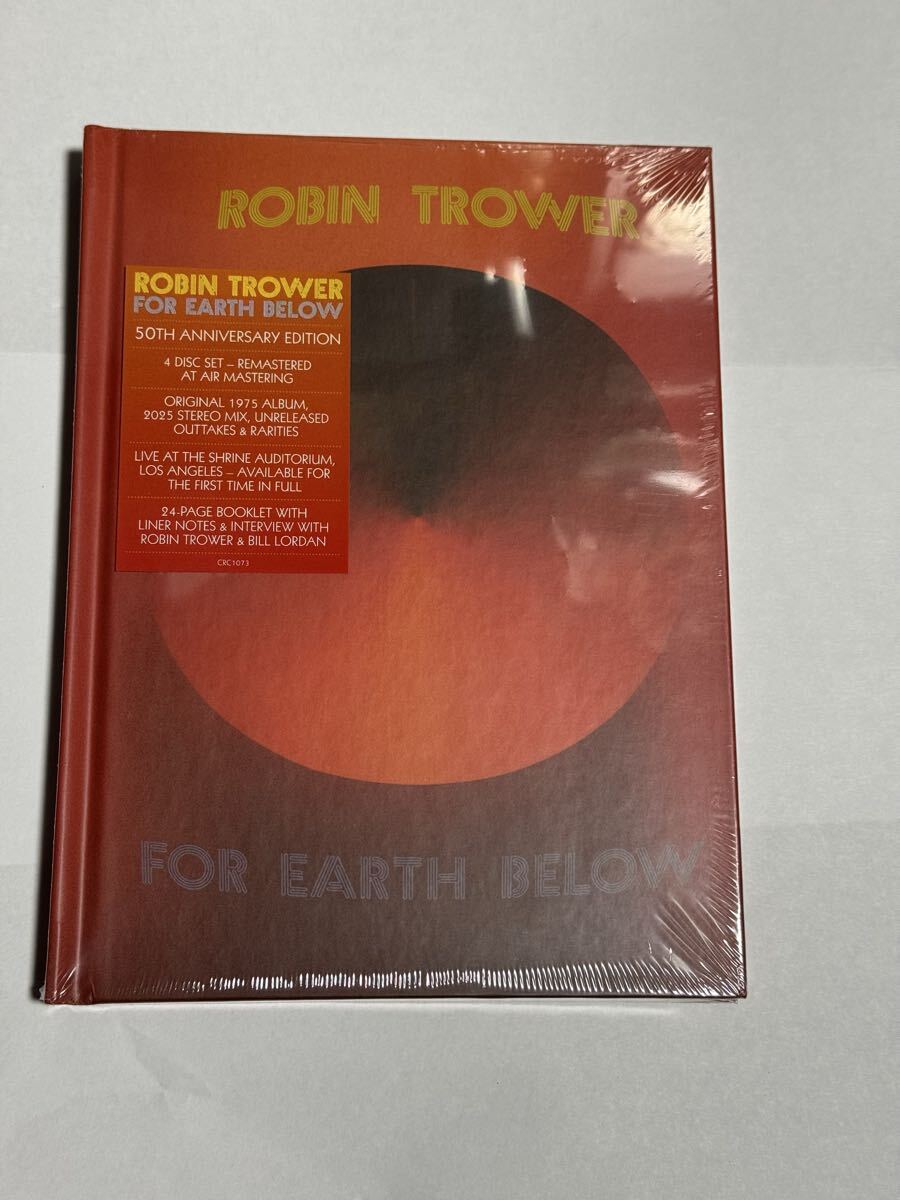 ROBIN TROWER
ROBIN TROWER
FOR EARTH BELOW
50TH ANNIVERSARY EDITION
4 DISC SET – REMASTERED
AT AIR MASTERING
ORIGINAL 1975 ALBUM,
2025 STEREO MIX, UNRELEASED
OUTTAKES & RARITIES
LIVE AT THE SHRINE AUDITORIUM,
LOS ANGELES – AVAILABLE FOR
THE FIRST TIME IN FULL
24-PAGE BOOKLET WITH
LINER NOTES & INTERVIEW WITH
ROBIN TROWER & BILL LORDAN
CRC1073
FOR EARTH BELOW